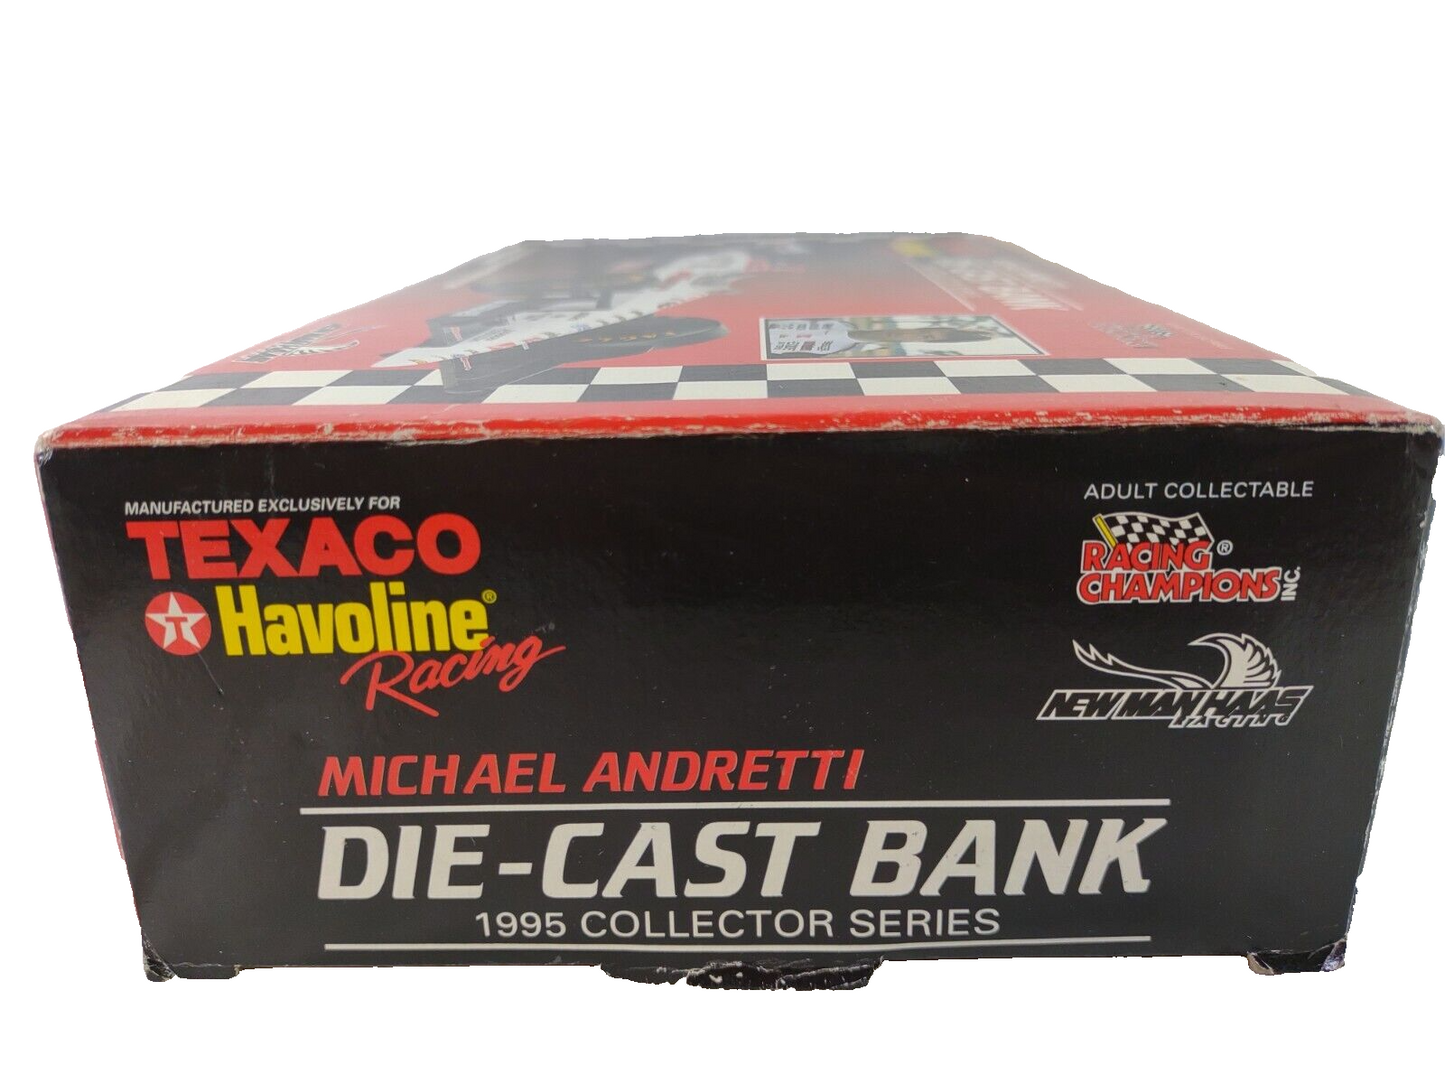 MANUFACTURED EXCLUSIVELY FOR
TEXACO
T
Havoline®
Racing
ADULT COLLECTABLE
RACING ®
CHAMPIONS INC.
NEWMAN HAAS
RACING
MICHAEL ANDRETTI
DIE-CAST BANK
1995 COLLECTOR SERIES